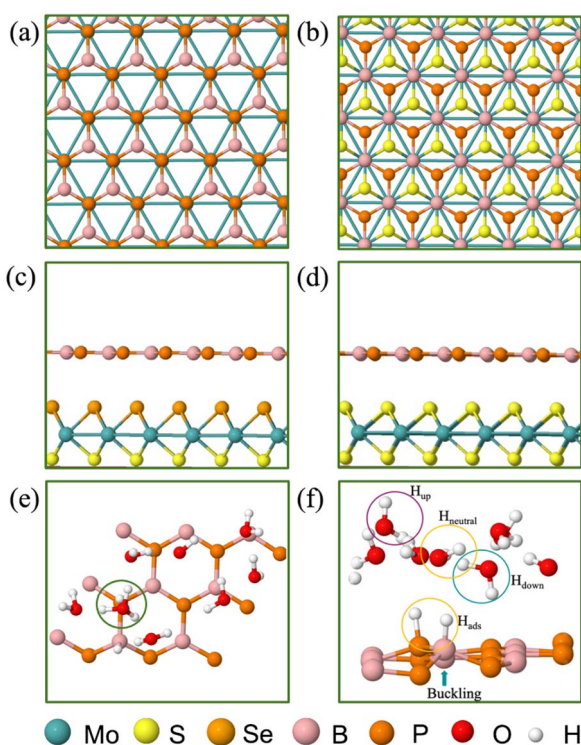 (a) (b)
(c) (d)
(e) (f)
H_up
H_neutral
H_down
H_ads
Buckling
Mo S Se B P O H